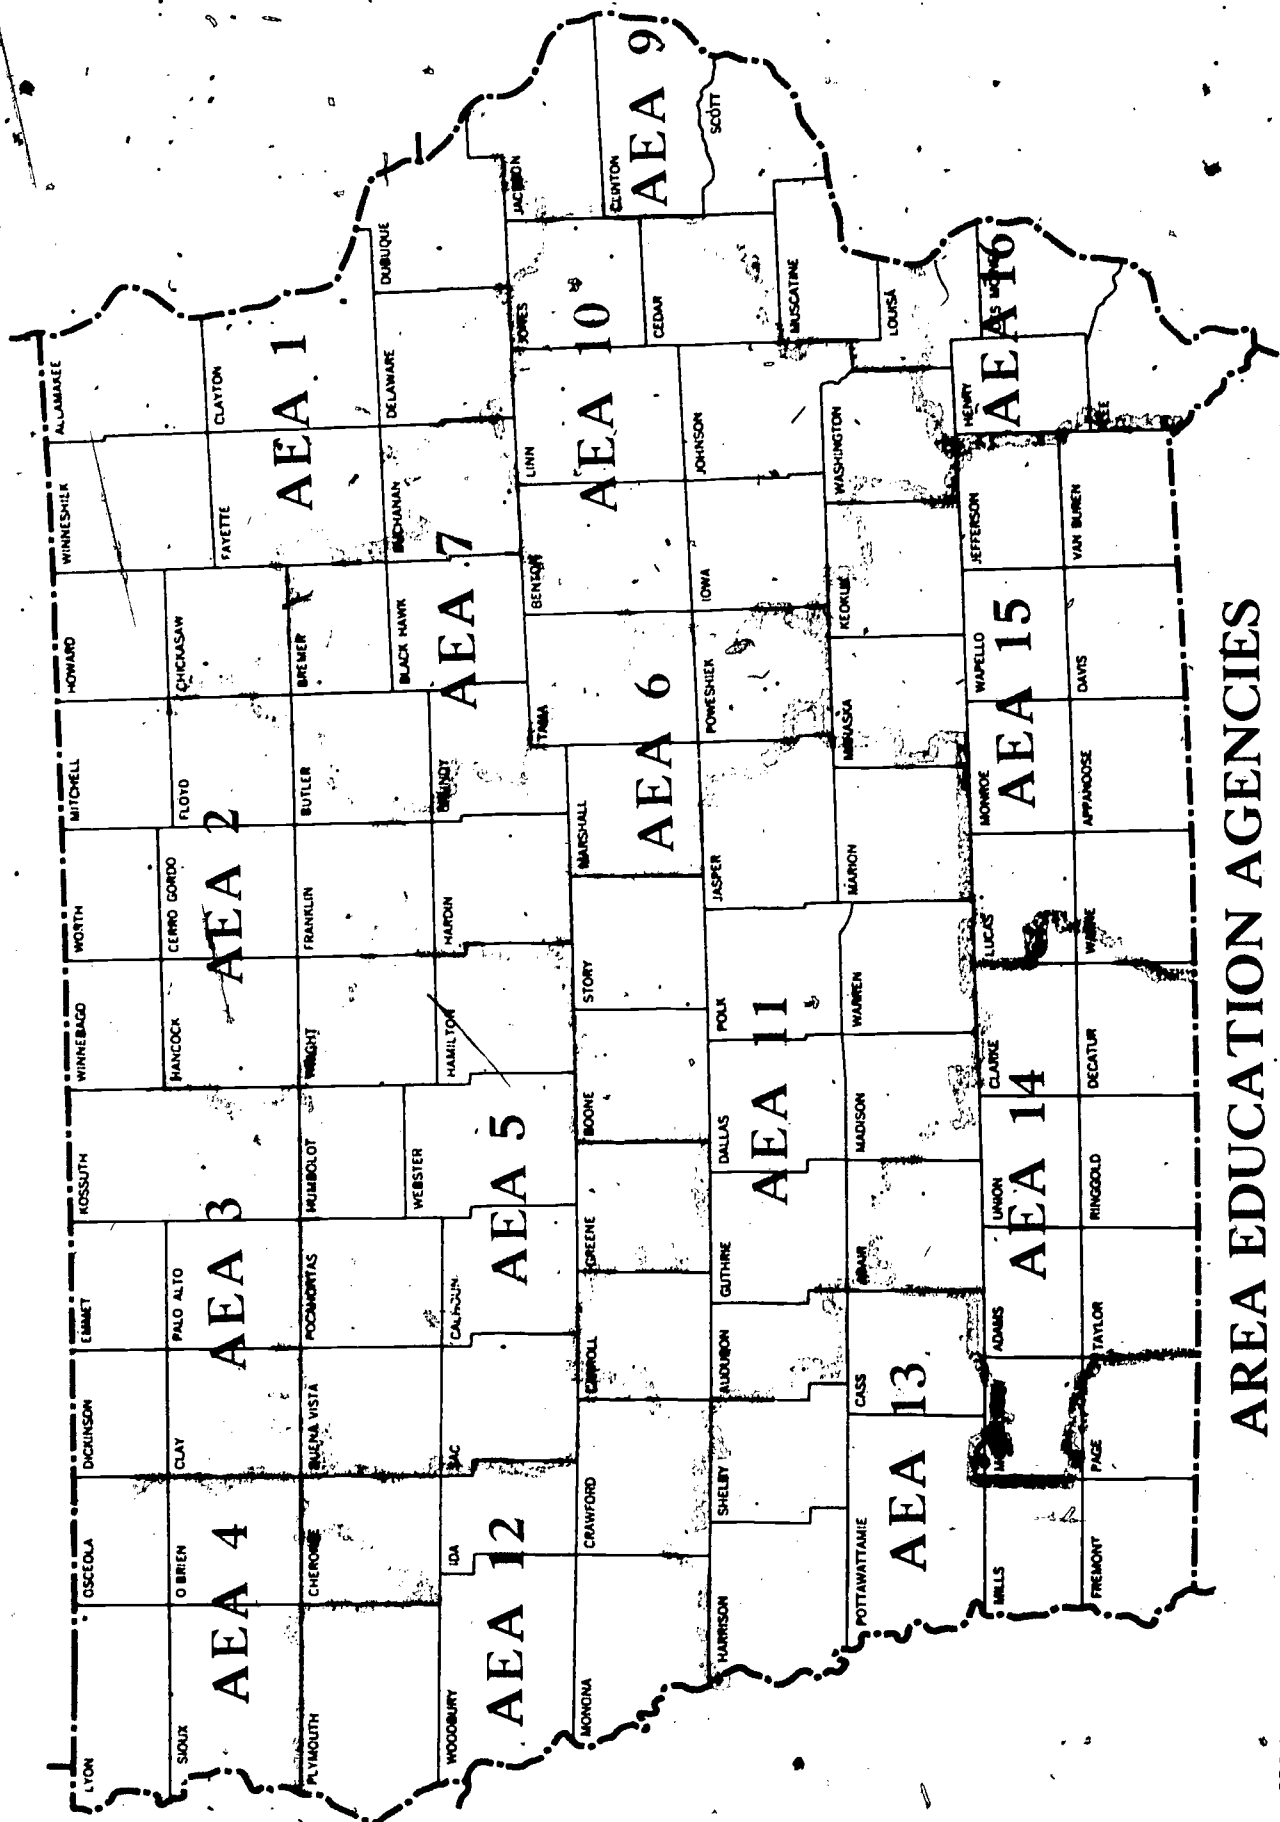 LYON
OSCEOLA
DICKINSON
EMMET
KOSSUTH
WINNEBAGO
WORTH
MITCHELL
HOWARD
WINNESHIEK
ALLAMAKEE
SIOUX
O BRIEN
CLAY
PALO ALTO
HANCOCK
CERRO GORDO
FLOYD
CHICKASAW
FAYETTE
CLAYTON
AEA 4
AEA 3
AEA 2
AEA 1
PLYMOUTH
CHEROKEE
BUENA VISTA
POCAHONTAS
HUMBOLDT
WRIGHT
FRANKLIN
BUTLER
BREMER
BLACK HAWK
BUCHANAN
DELAWARE
DUBUQUE
WEBSTER
WOODBURY
IDA
SAC
CALHOUN
HAMILTON
HARDIN
GRUNDY
AEA 7
AEA 12
AEA 5
TAMA
BENTON
LINN
JONES
JACKSON
MONONA
CRAWFORD
CARROLL
GREENE
BOONE
STORY
MARSHALL
AEA 6
AEA 10
CLINTON
AEA 9
CEDAR
SCOTT
HARRISON
SHELBY
AUDUBON
GUTHRIE
DALLAS
POLK
JASPER
POWESHIEK
IOWA
JOHNSON
MUSCATINE
AEA 11
POTTAWATTAMIE
CASS
ADAIR
MADISON
WARREN
MARION
MAHASKA
KEOKUK
WASHINGTON
LOUISA
AEA 13
MILLS
ADAMS
UNION
CLARKE
LUCAS
MONROE
WAPELLO
JEFFERSON
HENRY
AEA 14
AEA 15
AEA 16
FREMONT
PAGE
TAYLOR
RINGGOLD
DECATUR
WAYNE
APPANOOSE
DAVIS
VAN BUREN
LEE
AREA EDUCATION AGENCIES